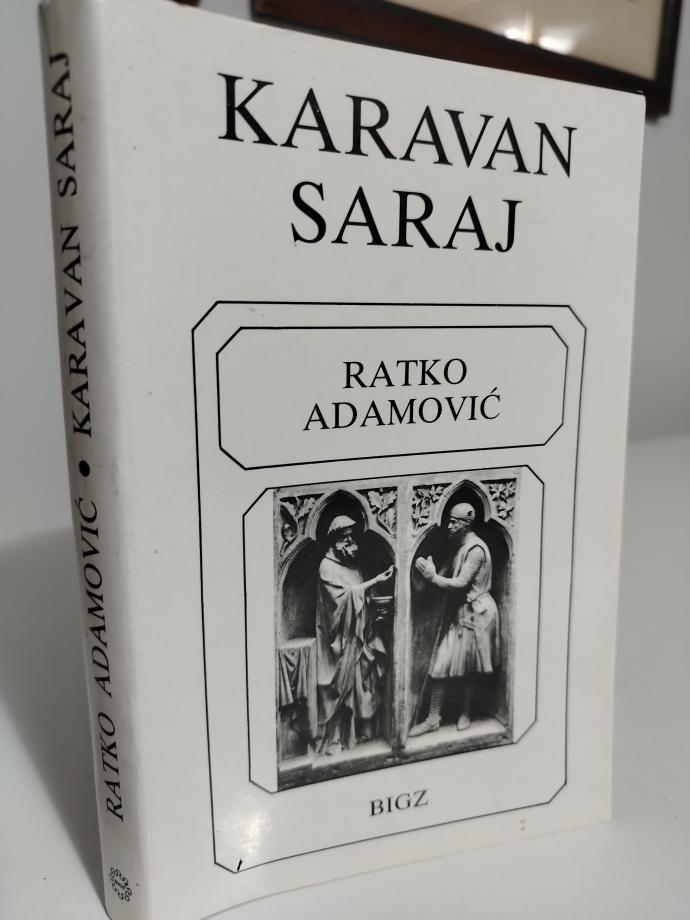 KARAVAN
SARAJ
RATKO
ADAMOVIĆ
BIGZ
RATKO ADAMOVIĆ • KARAVAN SARAJ